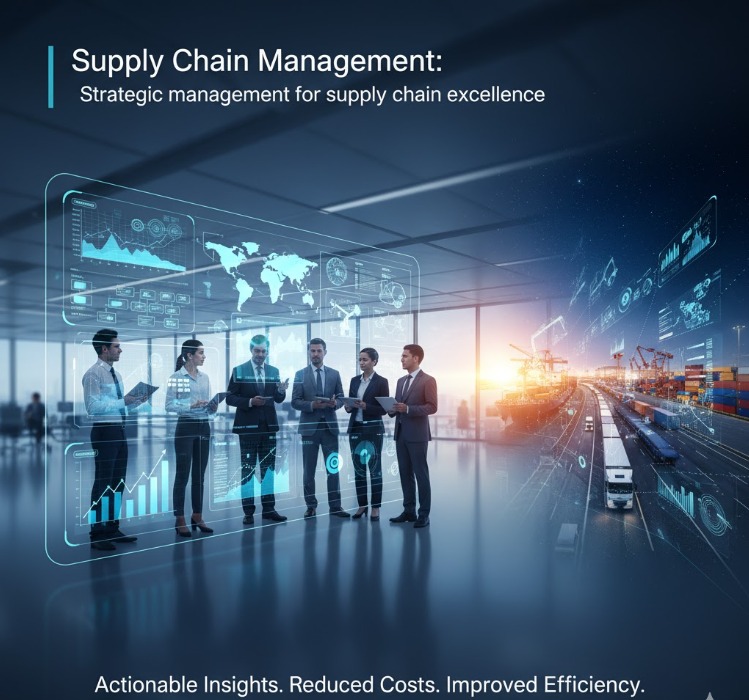 Supply Chain Management:
Strategic management for supply chain excellence
Actionable Insights. Reduced Costs. Improved Efficiency.